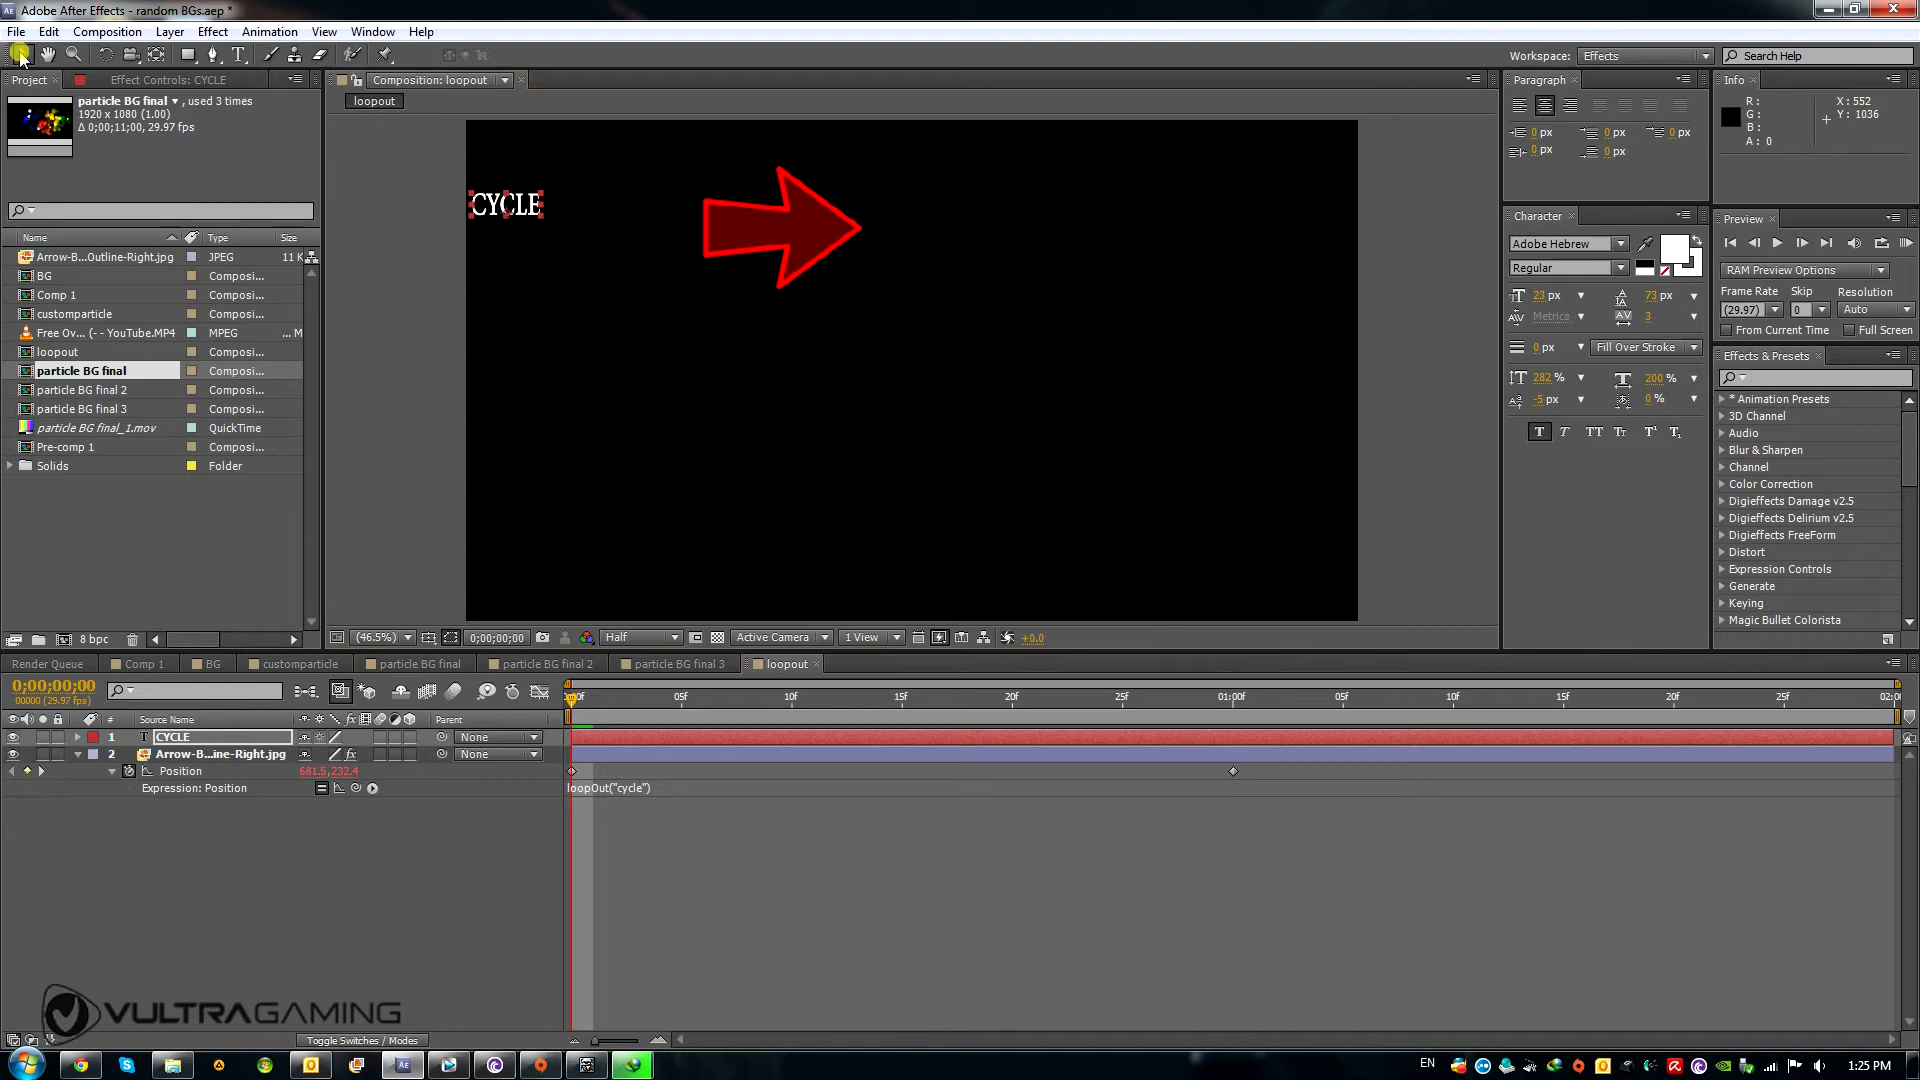 Adobe After Effects - random BGs.aep *
File Edit Composition Layer Effect Animation View Window Help
Workspace: Effects Search Help
Project Effect Controls: CYCLE Composition: loopout Paragraph Info
particle BG final , used 3 times
1920 x 1080 (1.00)
Δ 0;00;11;00, 29.97 fps
loopout
0 px 0 px 0 px
0 px 0 px
R:
G:
B:
A: 0
X: 552
Y: 1036
CYCLE
Name Type Size
Arrow-B...Outline-Right.jpg JPEG 11 K
BG Composi...
Comp 1 Composi...
customparticle Composi...
Free Ov... (- - YouTube.MP4 MPEG ... M
loopout Composi...
particle BG final Composi...
particle BG final 2 Composi...
particle BG final 3 Composi...
particle BG final_1.mov QuickTime
Pre-comp 1 Composi...
Solids Folder
8 bpc
Character
Adobe Hebrew
Regular
23 px 73 px
Metrics 3
0 px Fill Over Stroke
282 % 200 %
-5 px 0 %
T T TT Tт T¹ T₁
Preview
RAM Preview Options
Frame Rate Skip Resolution
(29.97) 0 Auto
From Current Time Full Screen
Effects & Presets
* Animation Presets
3D Channel
Audio
Blur & Sharpen
Channel
Color Correction
Digieffects Damage v2.5
Digieffects Delirium v2.5
Digieffects FreeForm
Distort
Expression Controls
Generate
Keying
Magic Bullet Colorista
(46.5%) 0;00;00;00 Half Active Camera 1 View +0.0
Render Queue Comp 1 BG customparticle particle BG final particle BG final 2 particle BG final 3 loopout
0;00;00;00
00000 (29.97 fps)
05f 10f 15f 20f 25f 01:00f 05f 10f 15f 20f 25f 02:00
# Source Name Parent
1 T CYCLE None
2 Arrow-B...ine-Right.jpg None
Position 681.5,232.4
Expression: Position loopOut("cycle")
VULTRAGAMING
Toggle Switches / Modes
EN 1:25 PM